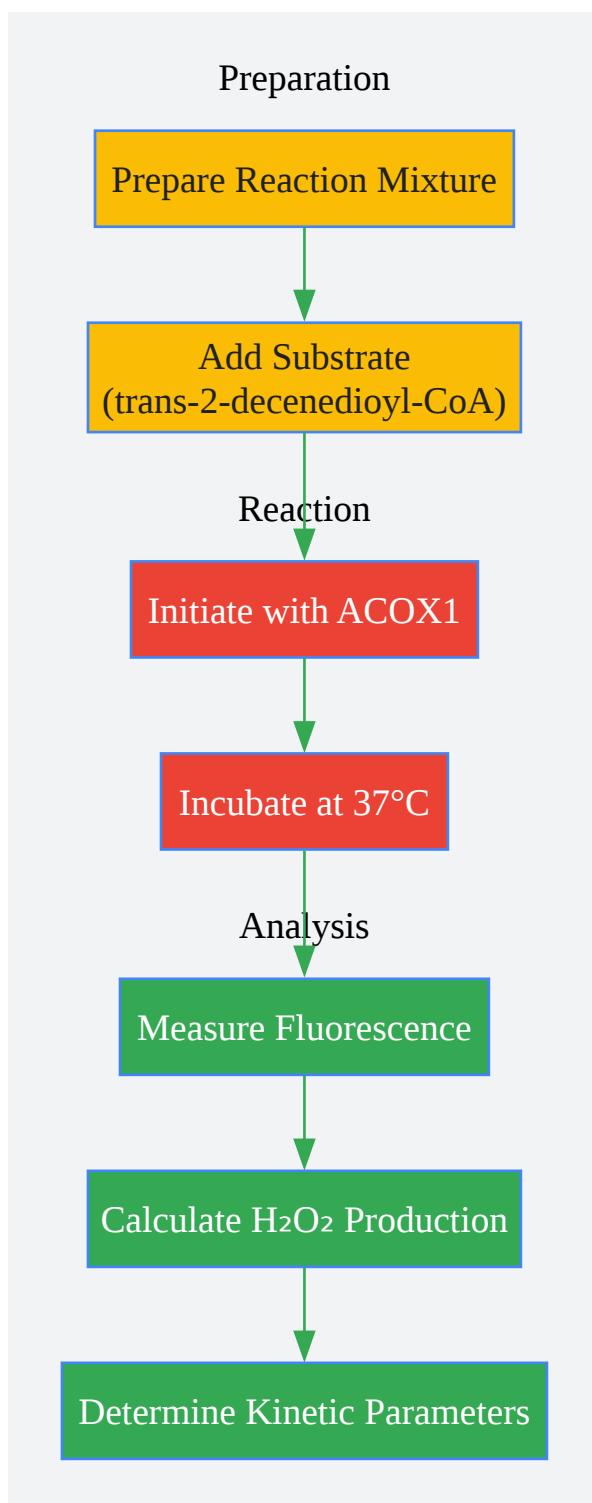 Preparation
Prepare Reaction Mixture
Add Substrate
(trans-2-decenedioyl-CoA)
Reaction
Initiate with ACOX1
Incubate at 37°C
Analysis
Measure Fluorescence
Calculate H₂O₂ Production
Determine Kinetic Parameters